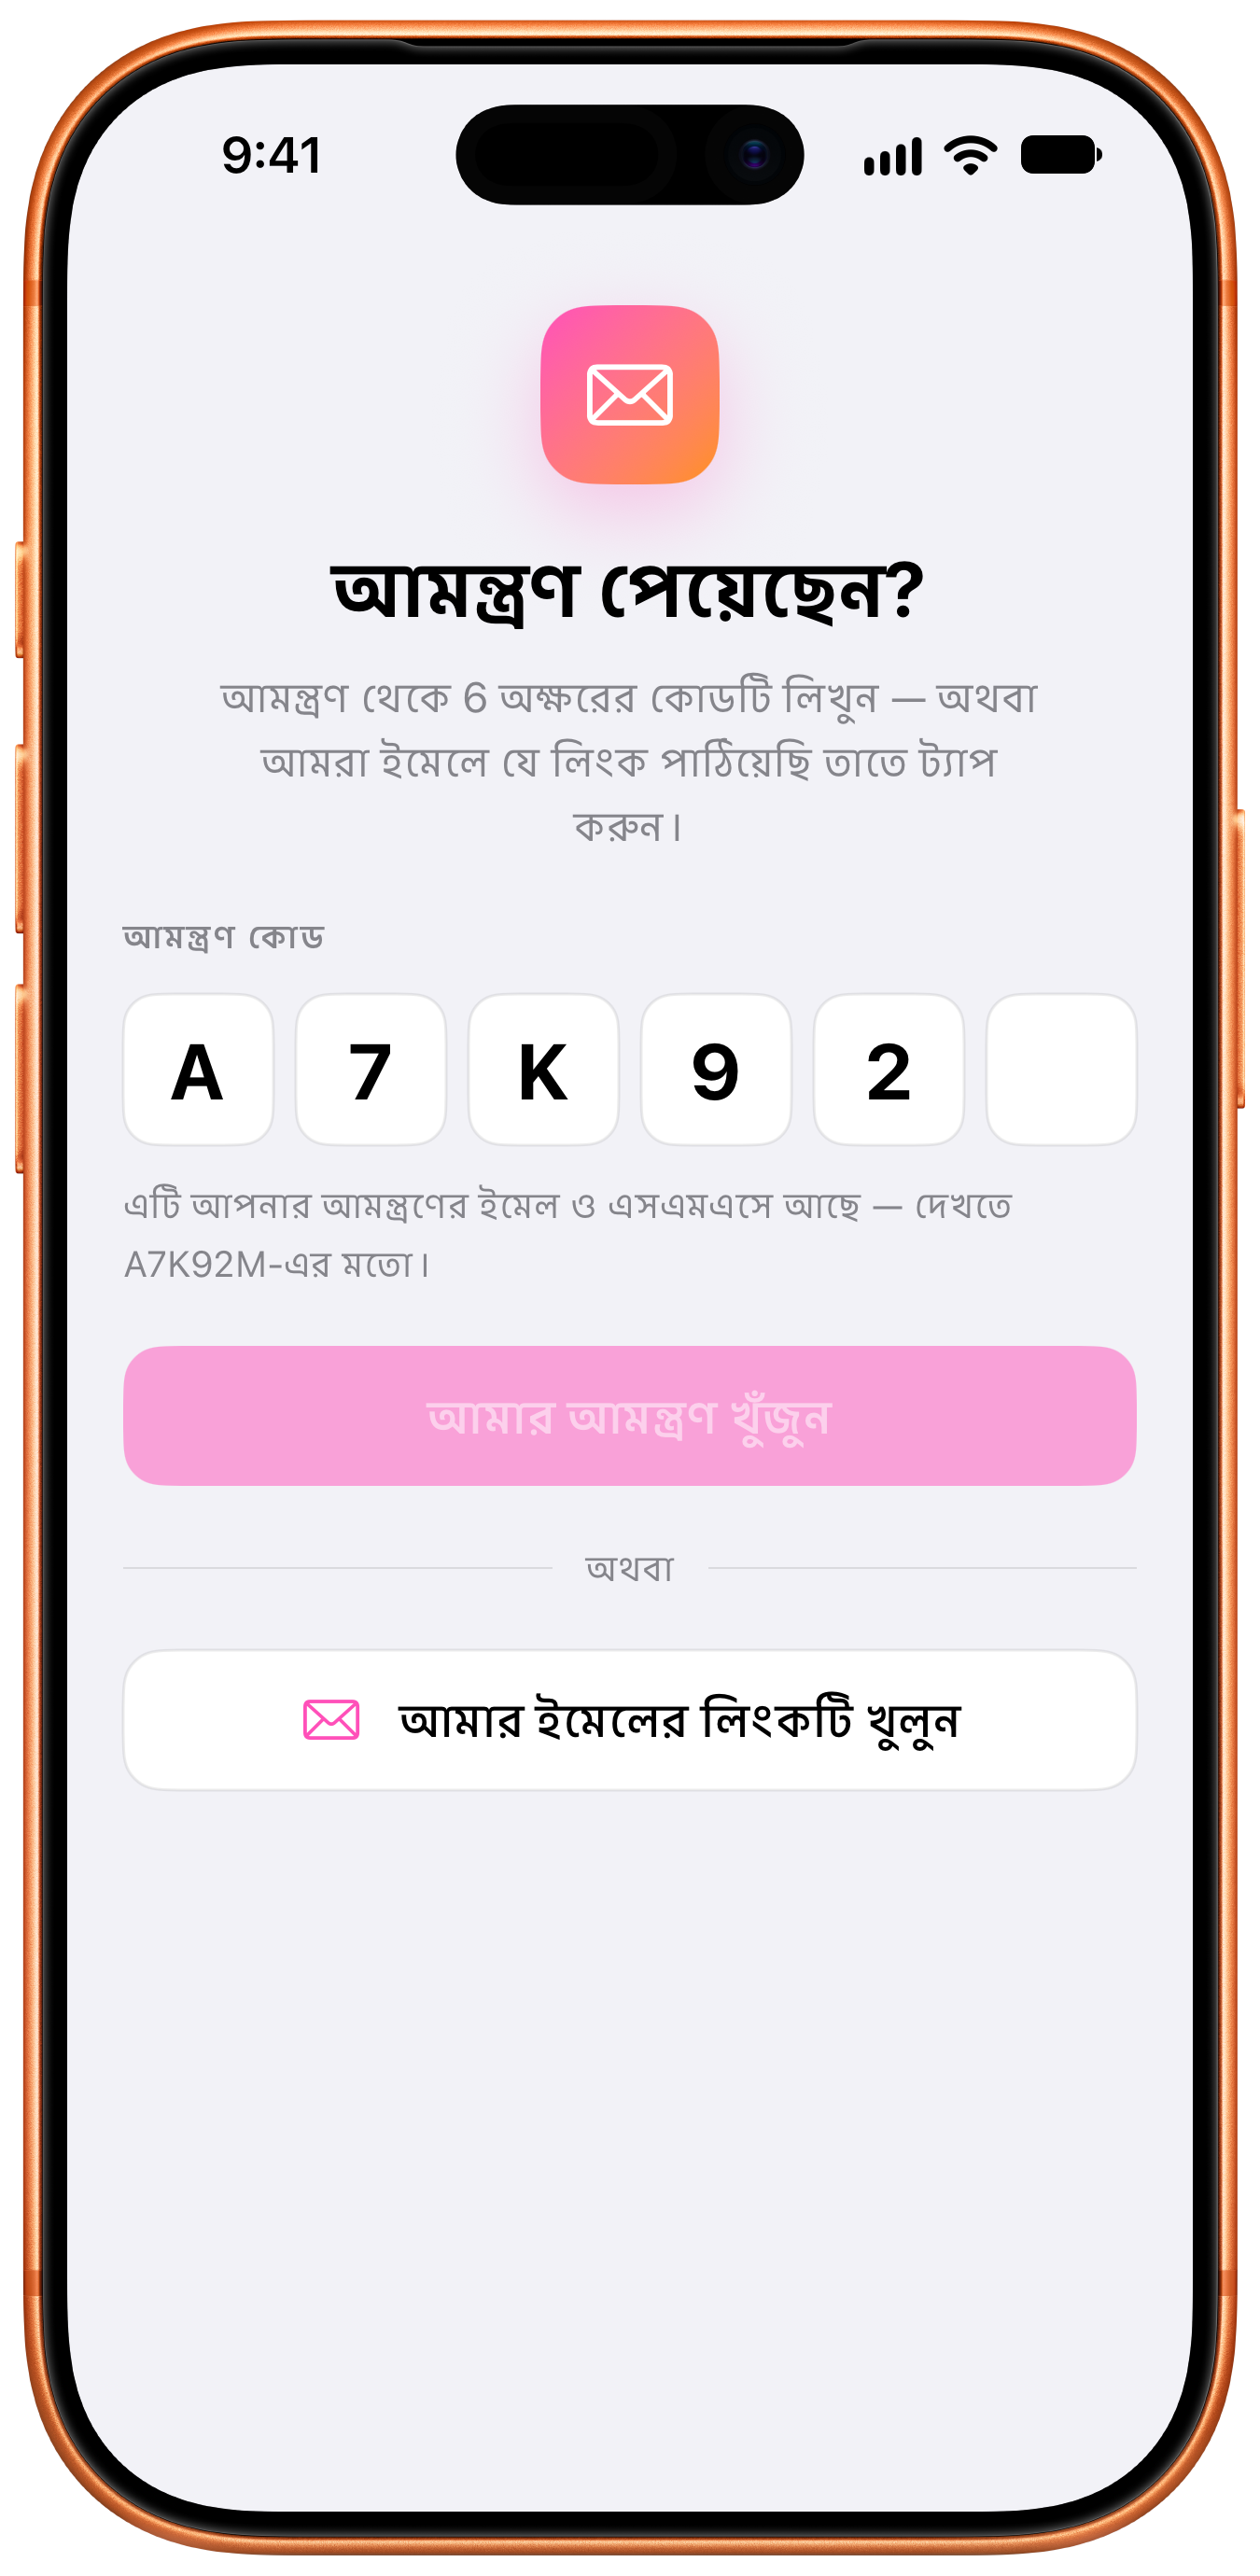 9:41
আমন্ত্রণ পেয়েছেন?
আমন্ত্রণ থেকে 6 অক্ষরের কোডটি লিখুন — অথবা
আমরা ইমেলে যে লিংক পাঠিয়েছি তাতে ট্যাপ
করুন।
আমন্ত্রণ কোড
A 7 K 9 2
এটি আপনার আমন্ত্রণের ইমেল ও এসএমএসে আছে — দেখতে
A7K92M-এর মতো।
আমার আমন্ত্রণ খুঁজুন
অথবা
আমার ইমেলের লিংকটি খুলুন